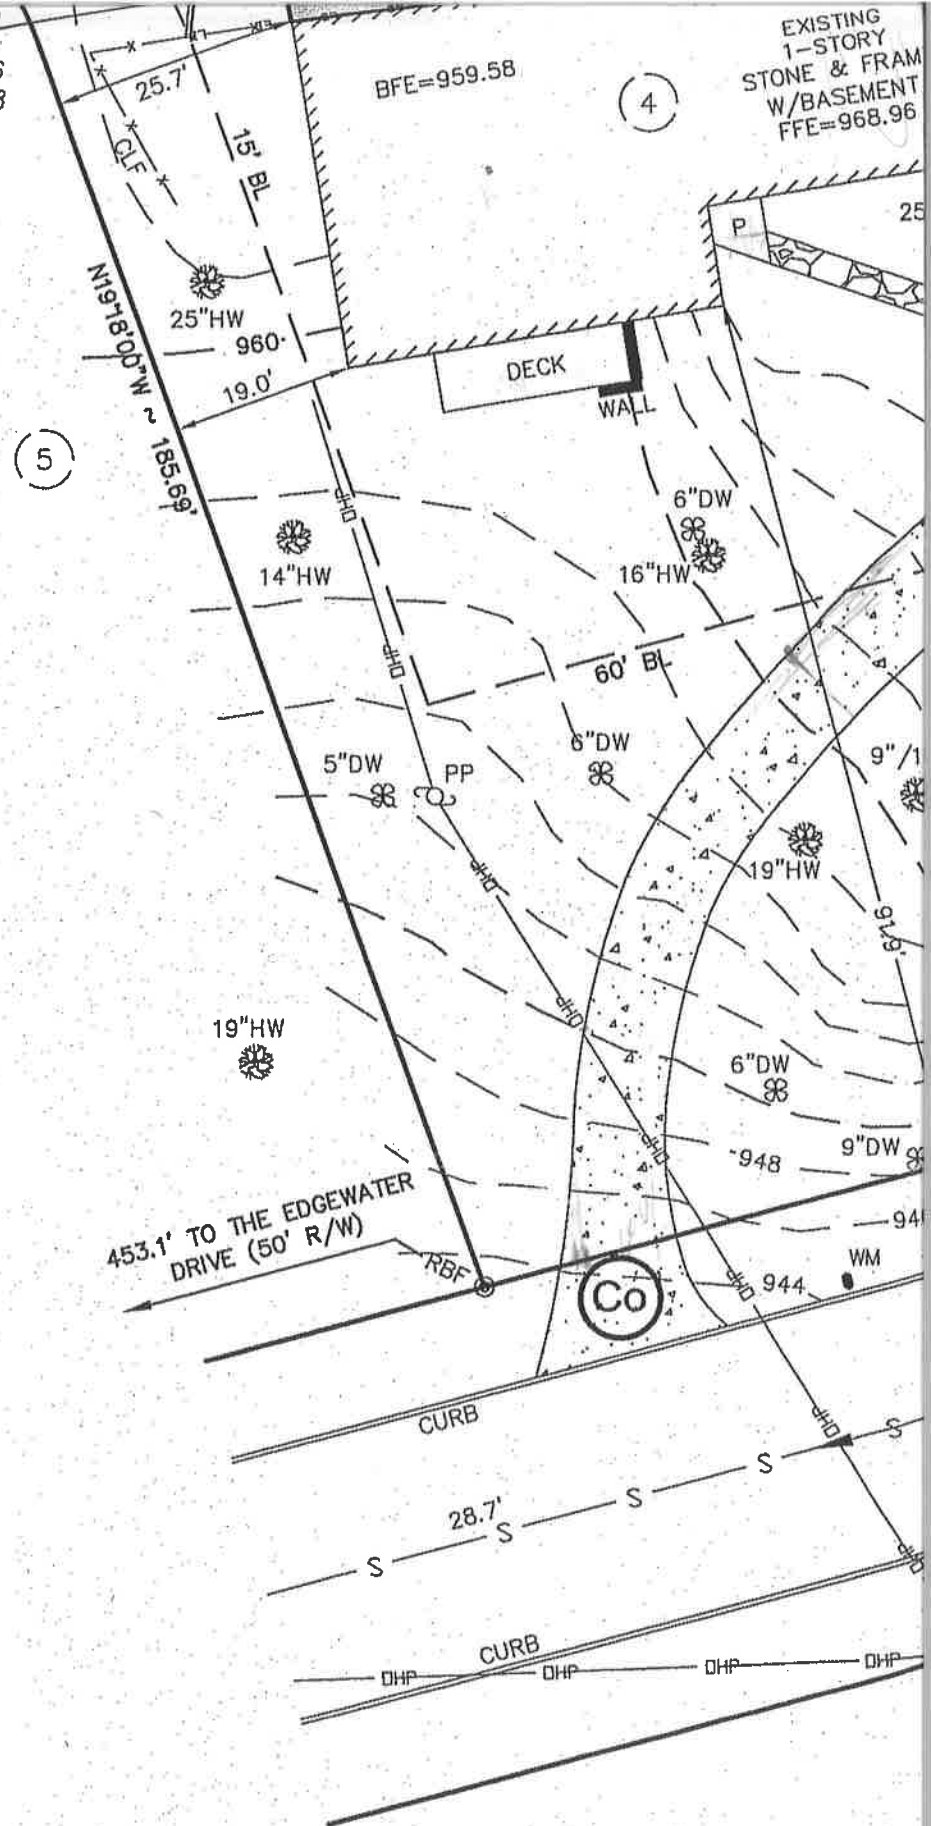 EXISTING
1-STORY
STONE & FRAM
W/BASEMENT
FFE=968.96
BFE=959.58
4
25.7'
15' BL
CLF
X
X
X
X
P
25
25"HW
960
N19°18'00"W ~ 185.69'
19.0'
DECK
WALL
5
OHP
6"DW
14"HW
16"HW
OHP
60' BL
6"DW
5"DW
PP
9"/1
OHP
19"HW
91.9'
OHP
19"HW
6"DW
OHP
948
9"DW
453.1' TO THE EDGEWATER
DRIVE (50' R/W)
RBF
94
WM
Co
OHP
944
CURB
OHP
S
S
S
28.7'
S
S
OHP
CURB
OHP
OHP
OHP
OHP